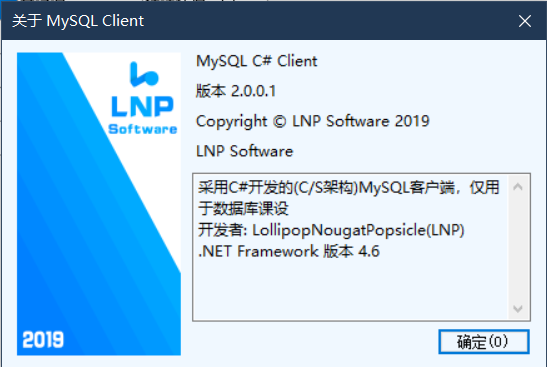 关于 MySQL Client
LNP
Software
2019
MySQL C# Client
版本 2.0.0.1
Copyright © LNP Software 2019
LNP Software
采用C#开发的(C/S架构)MySQL客户端，仅用
于数据库课设
开发者: LollipopNougatPopsicle(LNP)
.NET Framework 版本 4.6
确定(O)